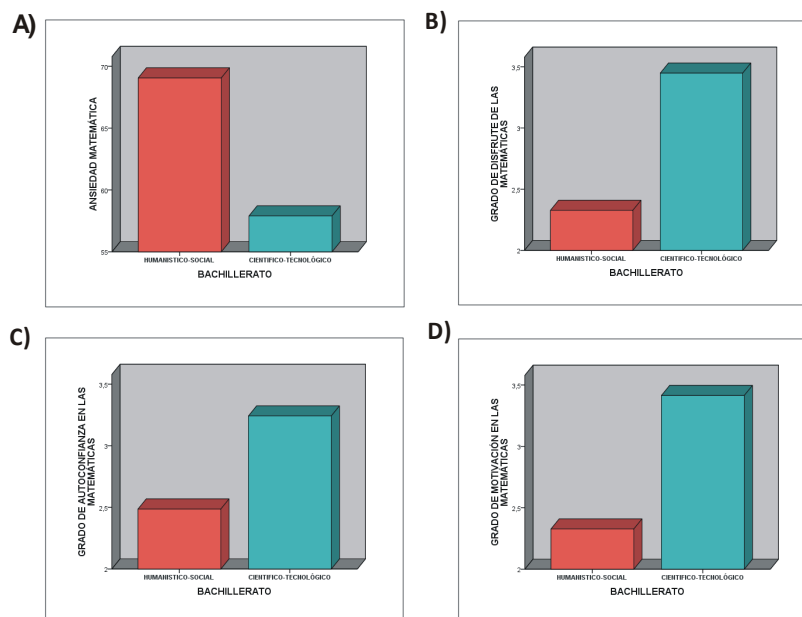 A)
ANSIEDAD MATEMÁTICA
70
65
60
55
HUMANISTICO-SOCIAL
CIENTIFICO-TECNOLÓGICO
BACHILLERATO
B)
GRADO DE DISFRUTE DE LAS
MATEMÁTICAS
3,5
3
2,5
2
HUMANISTICO-SOCIAL
CIENTIFICO-TECNOLÓGICO
BACHILLERATO
C)
GRADO DE AUTOCONFIANZA EN LAS
MATEMÁTICAS
3,5
3
2,5
2
HUMANISTICO-SOCIAL
CIENTIFICO-TECNOLÓGICO
BACHILLERATO
D)
GRADO DE MOTIVACIÓN EN LAS
MATEMÁTICAS
3,5
3
2,5
2
HUMANISTICO-SOCIAL
CIENTIFICO-TECNOLÓGICO
BACHILLERATO